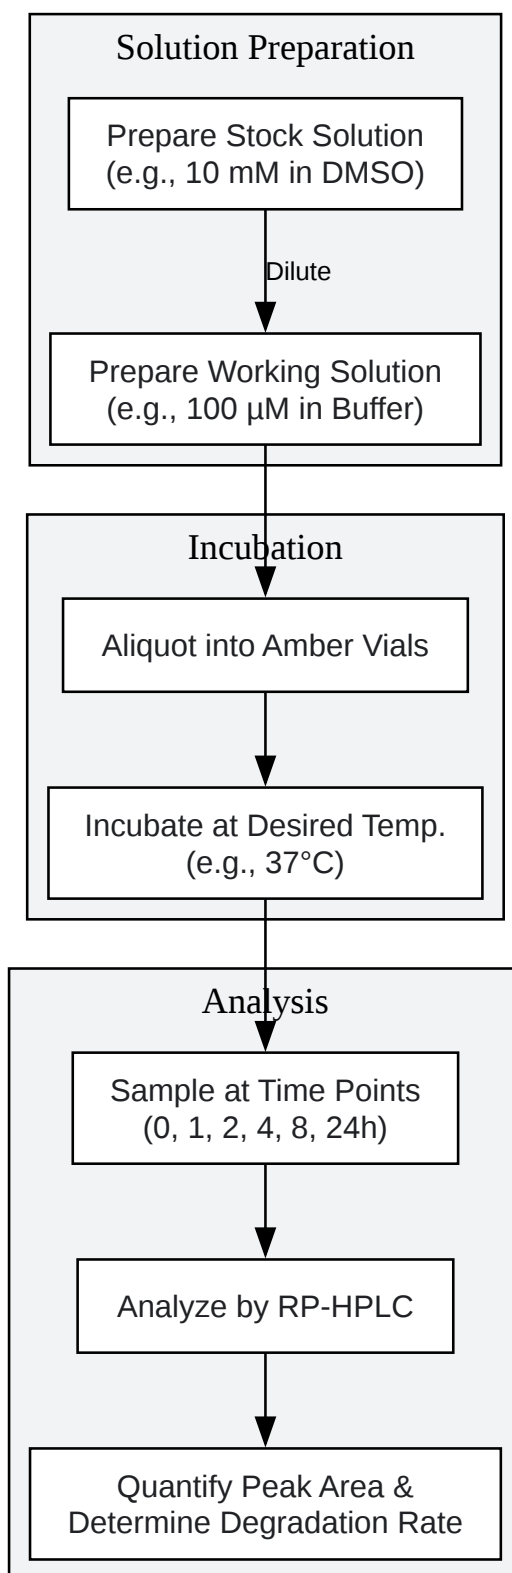 Solution Preparation
Prepare Stock Solution
(e.g., 10 mM in DMSO)
Dilute
Prepare Working Solution
(e.g., 100 µM in Buffer)
Incubation
Aliquot into Amber Vials
Incubate at Desired Temp.
(e.g., 37°C)
Analysis
Sample at Time Points
(0, 1, 2, 4, 8, 24h)
Analyze by RP-HPLC
Quantify Peak Area &
Determine Degradation Rate